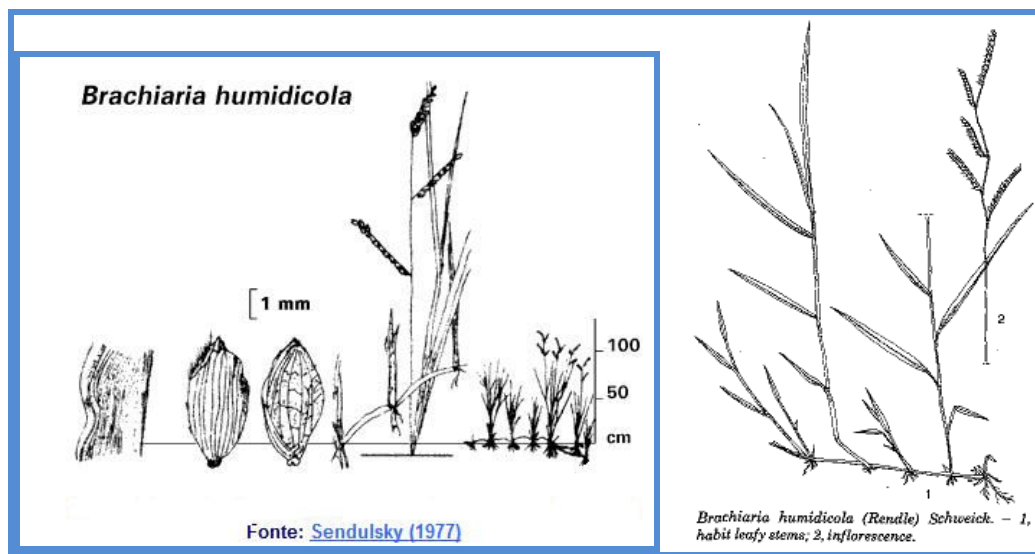 Brachiaria humidicola
1 mm
100
50
cm
Fonte: Sendulsky (1977)
2
1
Brachiaria humidicola (Rendle) Schweick. – 1,
habit leafy stems; 2, inflorescence.